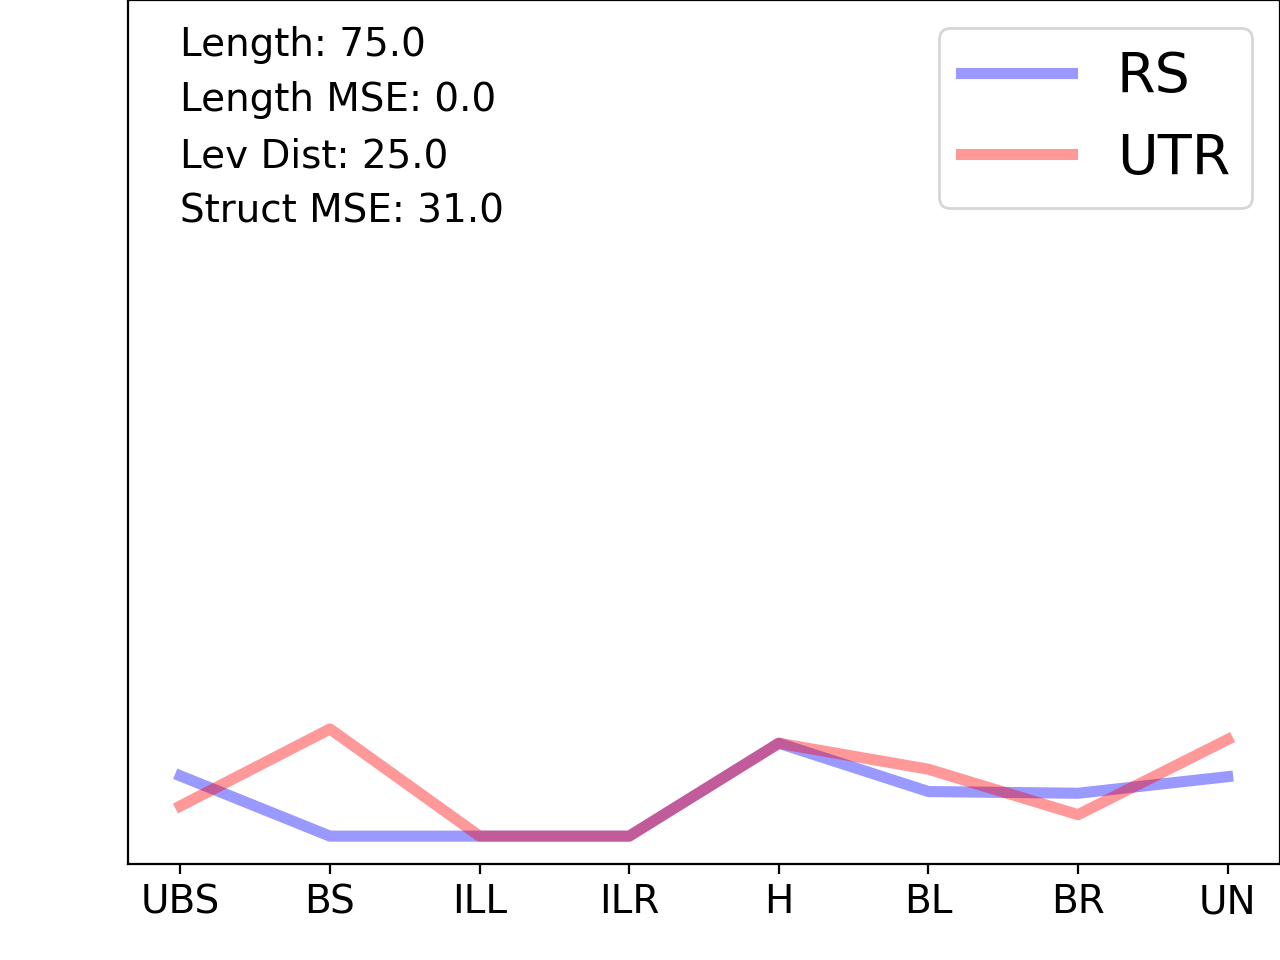 Length: 75.0
Length MSE: 0.0
Lev Dist: 25.0
Struct MSE: 31.0
RS
UTR
UBS BS ILL ILR H BL BR UN